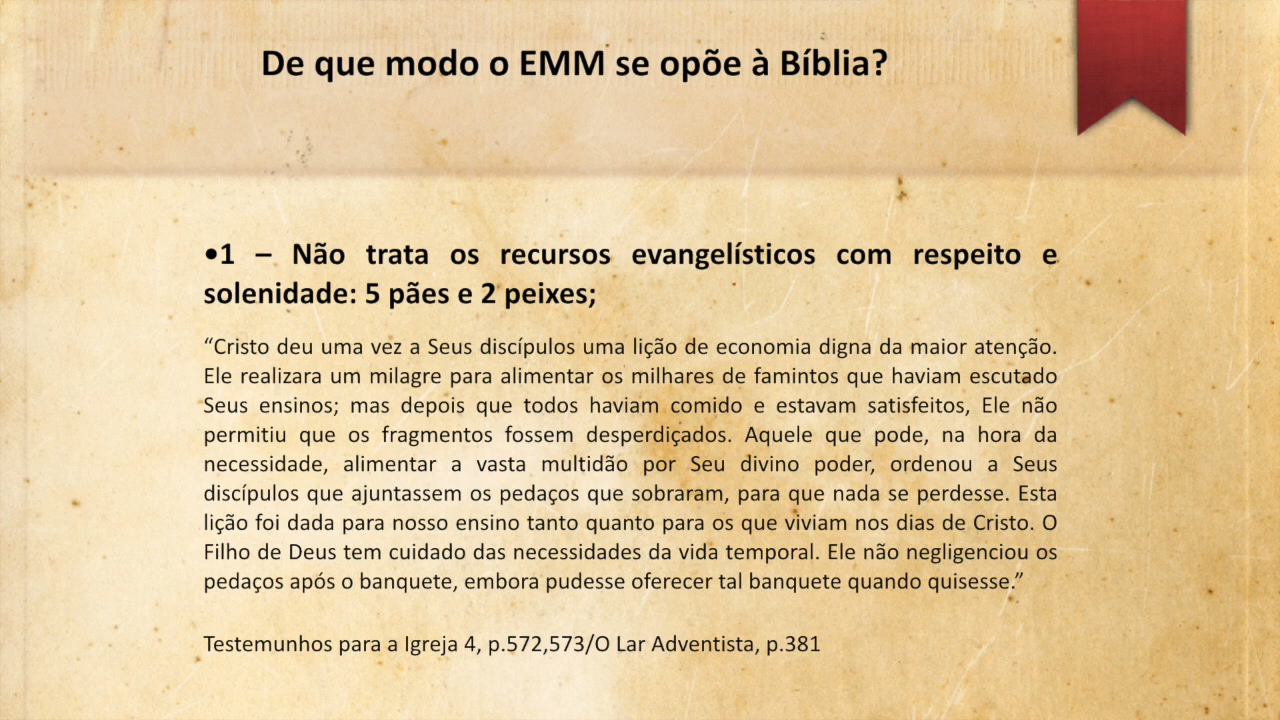 De que modo o EMM se opõe à Bíblia?
•1 – Não trata os recursos evangelísticos com respeito e
solenidade: 5 pães e 2 peixes;
“Cristo deu uma vez a Seus discípulos uma lição de economia digna da maior atenção.
Ele realizara um milagre para alimentar os milhares de famintos que haviam escutado
Seus ensinos; mas depois que todos haviam comido e estavam satisfeitos, Ele não
permitiu que os fragmentos fossem desperdiçados. Aquele que pode, na hora da
necessidade, alimentar a vasta multidão por Seu divino poder, ordenou a Seus
discípulos que ajuntassem os pedaços que sobraram, para que nada se perdesse. Esta
lição foi dada para nosso ensino tanto quanto para os que viviam nos dias de Cristo. O
Filho de Deus tem cuidado das necessidades da vida temporal. Ele não negligenciou os
pedaços após o banquete, embora pudesse oferecer tal banquete quando quisesse.”
Testemunhos para a Igreja 4, p.572,573/O Lar Adventista, p.381